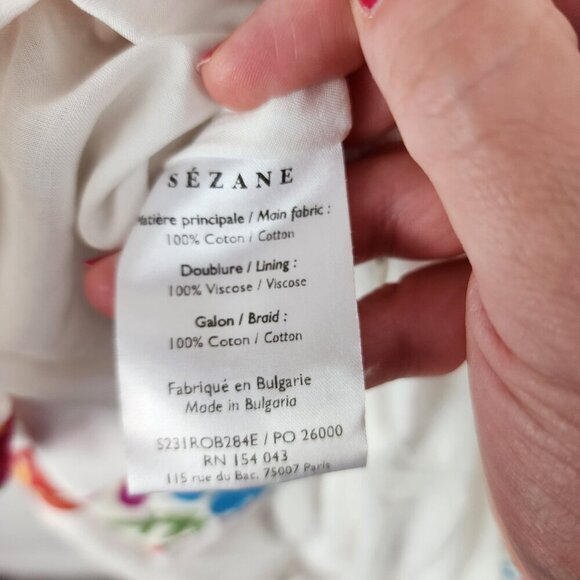 SÉZANE
Matière principale / Main fabric :
100% Coton / Cotton
Doublure / Lining :
100% Viscose / Viscose
Galon / Braid :
100% Coton / Cotton
Fabriqué en Bulgarie
Made in Bulgaria
S231ROB284E / PO 26000
RN 154 043
115 rue du Bac, 75007 Paris